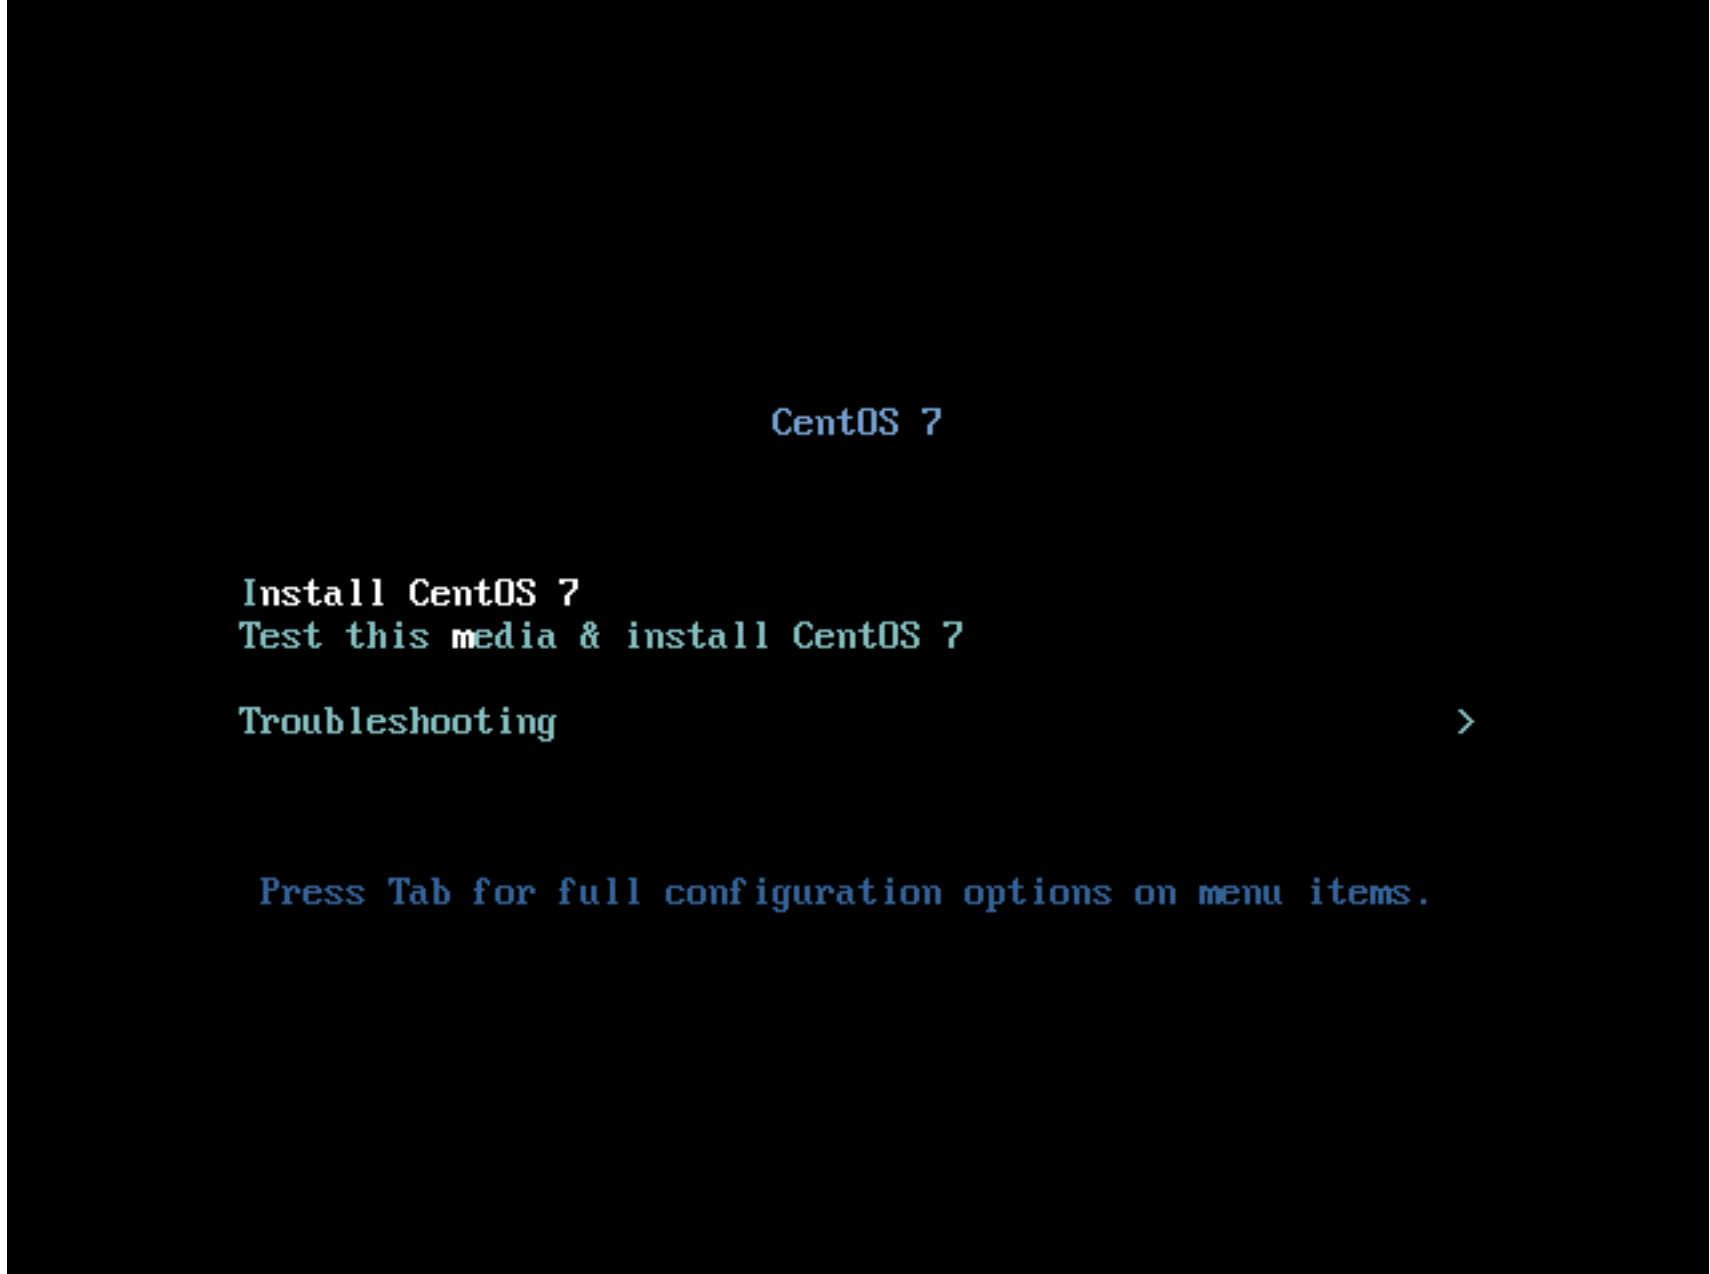 CentOS 7
Install CentOS 7
Test this media & install CentOS 7
Troubleshooting >
Press Tab for full configuration options on menu items.